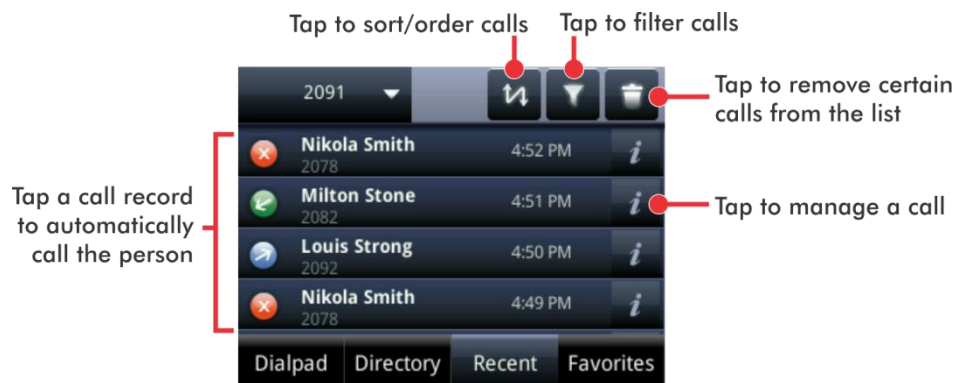 Tap to sort/order calls
Tap to filter calls
2091
Tap to remove certain
calls from the list
Nikola Smith
4:52 PM
i
2078
Milton Stone
4:51 PM
i
2082
Tap to manage a call
Tap a call record
to automatically
call the person
Louis Strong
4:50 PM
i
2092
Nikola Smith
4:49 PM
i
2078
Dialpad
Directory
Recent
Favorites